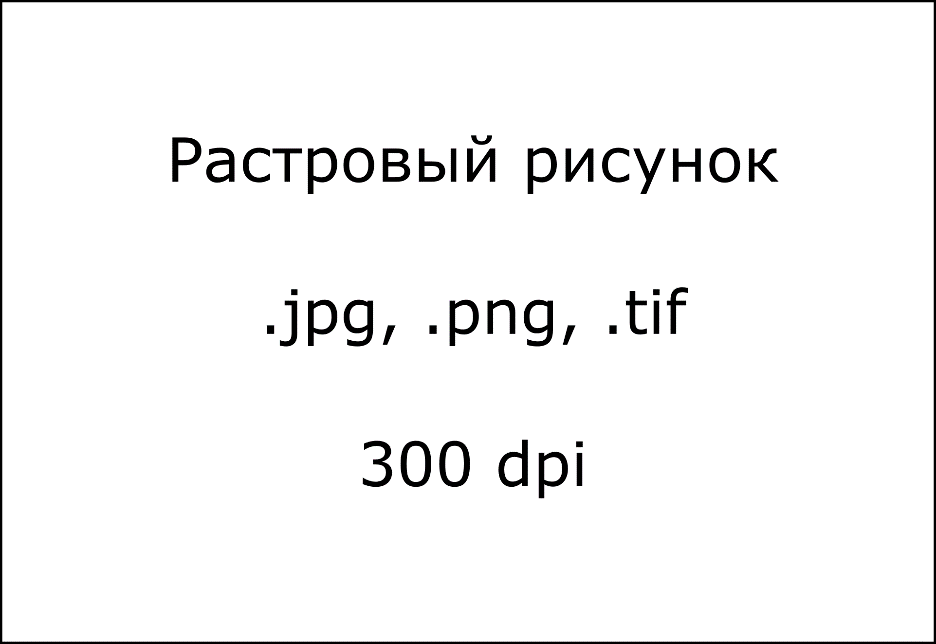 Растровый рисунок
.jpg, .png, .tif
300 dpi